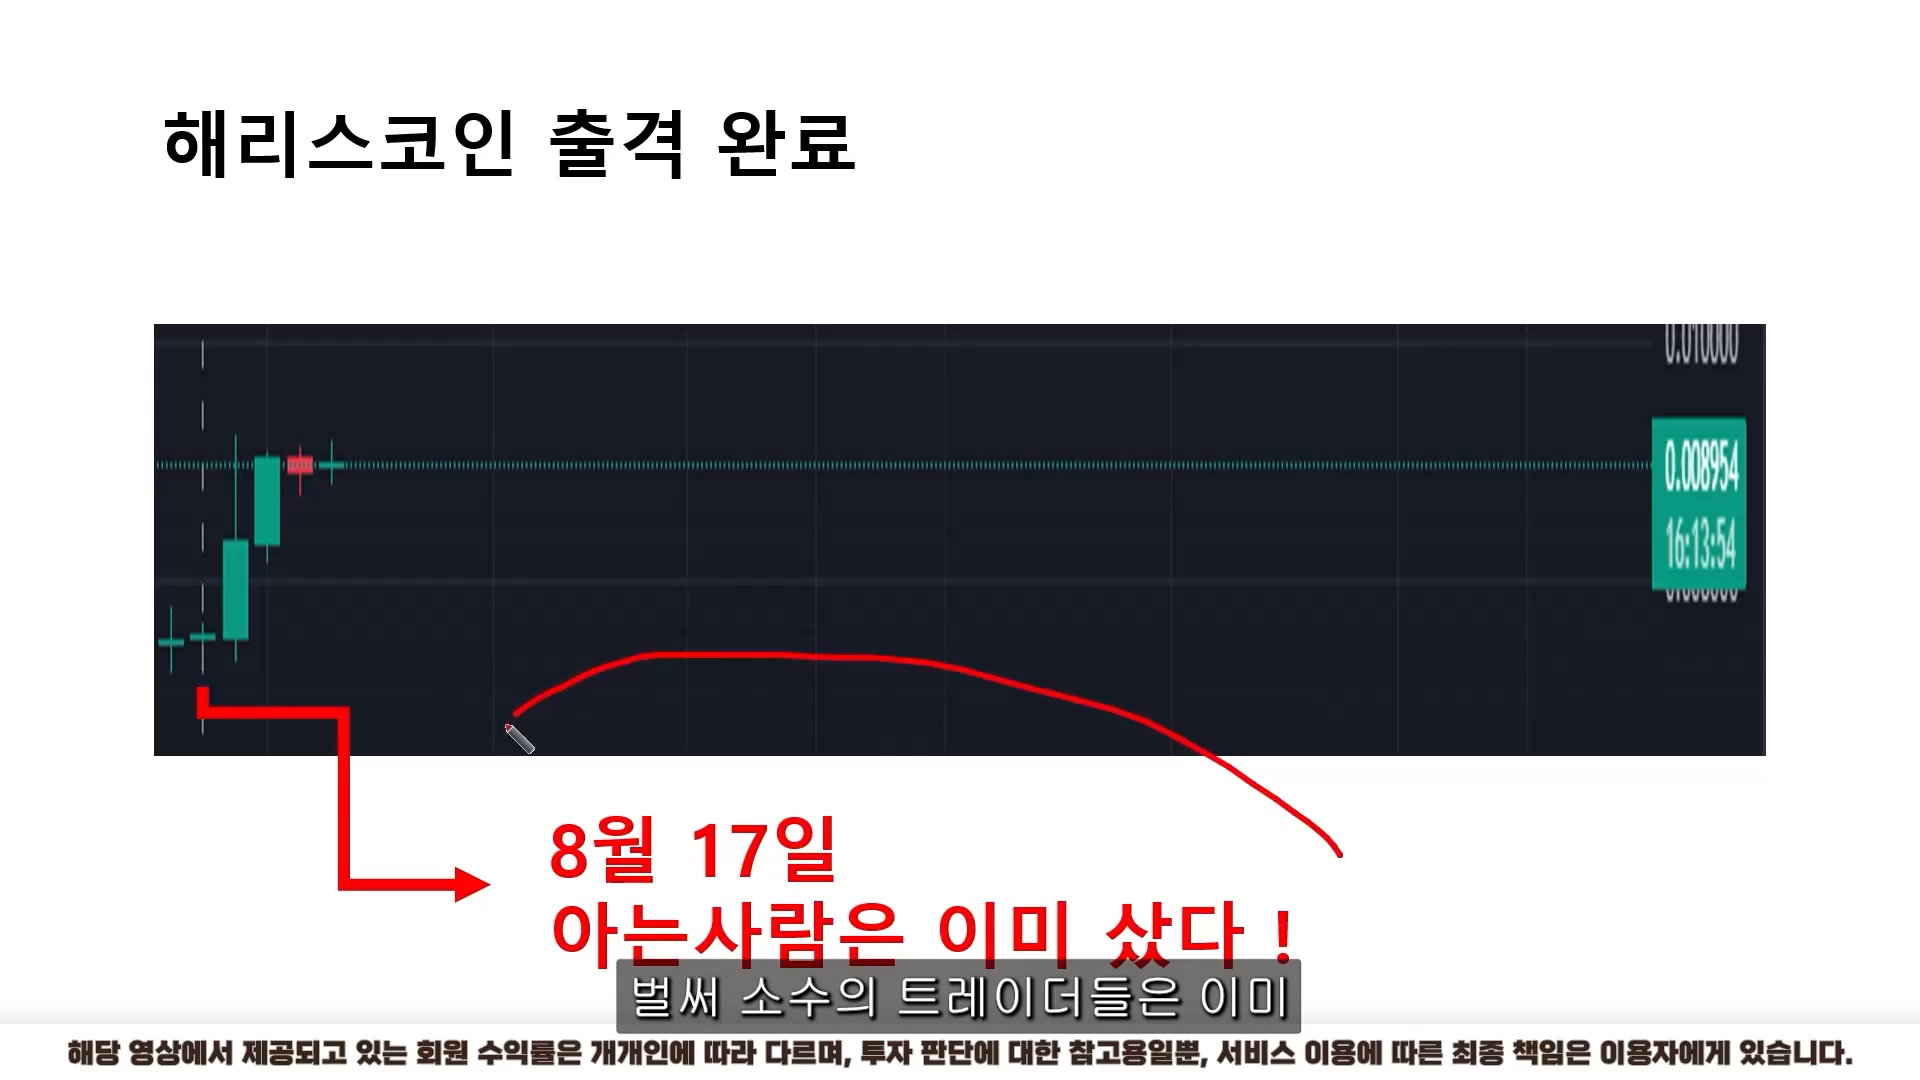 해리스코인 출격 완료
0.010000
0.008954
16:13:54
8월 17일
아는사람은 이미 샀다 !
벌써 소수의 트레이더들은 이미
해당 영상에서 제공되고 있는 회원 수익률은 개개인에 따라 다르며, 투자 판단에 대한 참고용일뿐, 서비스 이용에 따른 최종 책임은 이용자에게 있습니다.